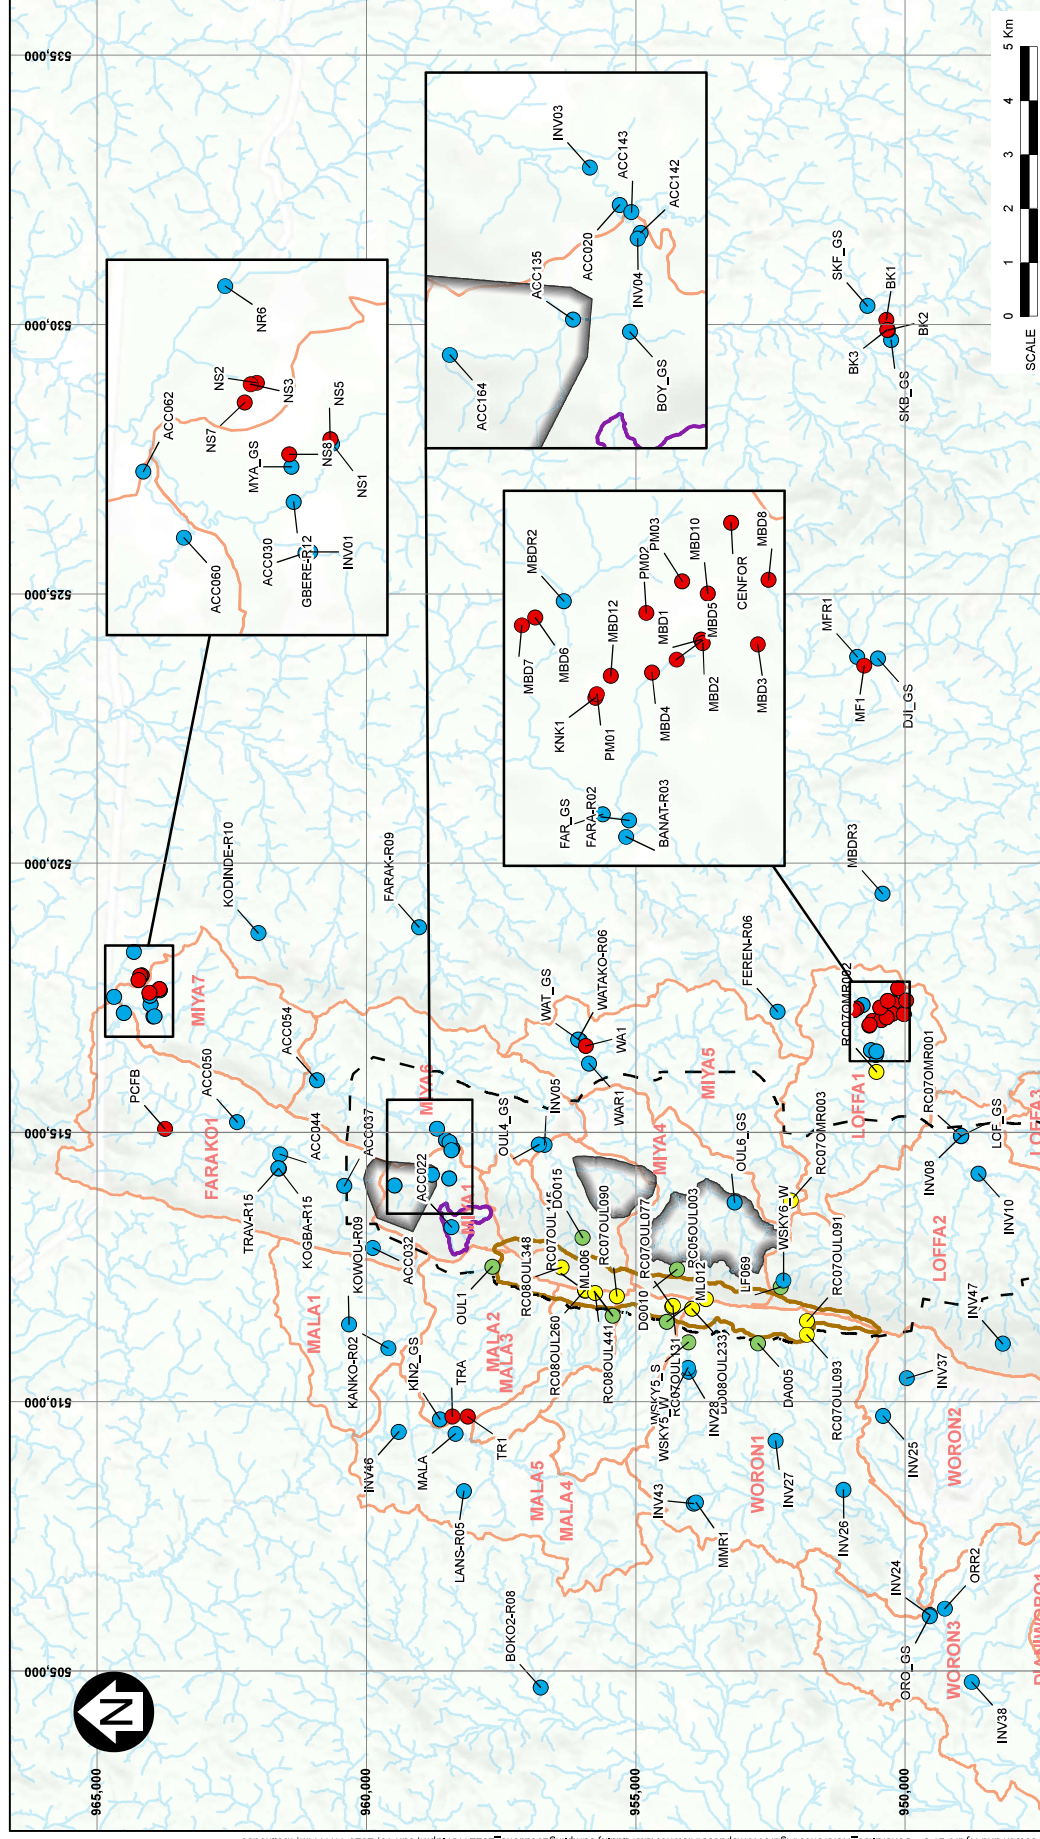 505,000
510,000
515,000
520,000
525,000
530,000
535,000
965,000
960,000
955,000
950,000
N
PCFB
ACC050
ACC054
ACC044
ACC037
TRAV-R15
KOGBA-R15
KOWOU-R09
ACC032
ACC022
KANKO-R02
KIN2_GS
TRA
TR1
INV46
MALA
LANS-R05
BOKO2-R08
KODINDE-R10
FARAK-R09
FARAKO1
MIYA7
MIYA6
MIYA1
MIYA4
MIYA5
MALA1
MALA2
MALA3
MALA5
MALA4
WORON1
WORON2
WORON3
LOFFA1
LOFFA2
LOFFA3
OUL1
OUL4_GS
INV05
WAT_GS
WATAKO-R06
WA1
WAR1
FEREN-R06
MBDR3
DO015
RC08OUL348
ML006
RC07OUL090
RC08OUL260
RC08OUL441
DO010
RC07OUL077
RC05OUL003
ML012
LF069
OUL6_GS
WSKY6_W
RC07OMR003
RC07OUL091
RC07OUL093
DA005
WSKY5_S
WSKY5_W
INV28
INV43
MMR1
INV27
INV26
INV25
INV37
INV47
INV24
ORR2
ORO_GS
INV38
RC07OMR002
RC07OMR001
INV08
LOF_GS
INV10
ACC062
ACC060
NS7
NS2
NS3
NR6
MYA_GS
NS8
NS5
NS1
ACC030
GBERE-R12
INV01
ACC164
ACC135
ACC020
INV03
ACC143
ACC142
INV04
BOY_GS
MBD7
MBD6
MBDR2
MBD12
KNK1
PM01
PM02
PM03
MBD1
MBD10
MBD5
MBD4
MBD2
MBD3
CENFOR
MBD8
FAR_GS
FARA-R02
BANAT-R03
MFR1
MF1
DJI_GS
SKF_GS
BK1
BK3
BK2
SKB_GS
SCALE
0 1 2 3 4 5 Km